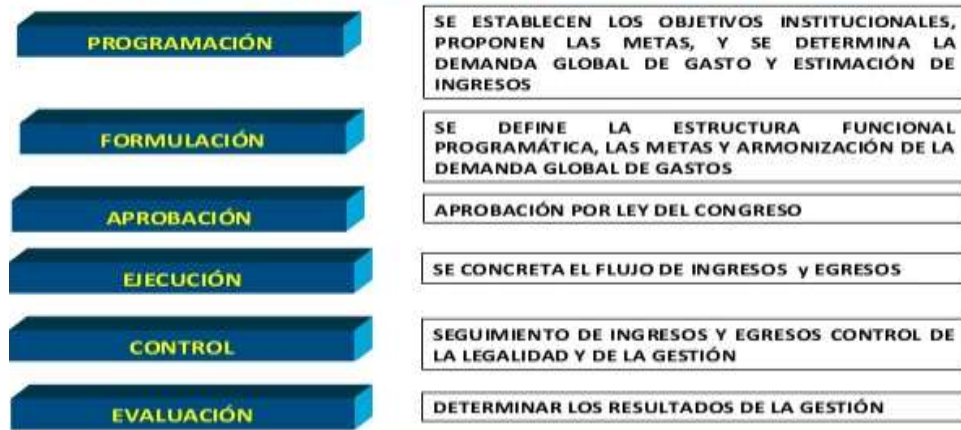 PROGRAMACIÓN
SE ESTABLECEN LOS OBJETIVOS INSTITUCIONALES,
PROPONEN LAS METAS, Y SE DETERMINA LA
DEMANDA GLOBAL DE GASTO Y ESTIMACIÓN DE
INGRESOS
FORMULACIÓN
SE DEFINE LA ESTRUCTURA FUNCIONAL
PROGRAMÁTICA, LAS METAS Y ARMONIZACIÓN DE LA
DEMANDA GLOBAL DE GASTOS
APROBACIÓN
APROBACIÓN POR LEY DEL CONGRESO
EJECUCIÓN
SE CONCRETA EL FLUJO DE INGRESOS y EGRESOS
CONTROL
SEGUIMIENTO DE INGRESOS Y EGRESOS CONTROL DE
LA LEGALIDAD Y DE LA GESTIÓN
EVALUACIÓN
DETERMINAR LOS RESULTADOS DE LA GESTIÓN